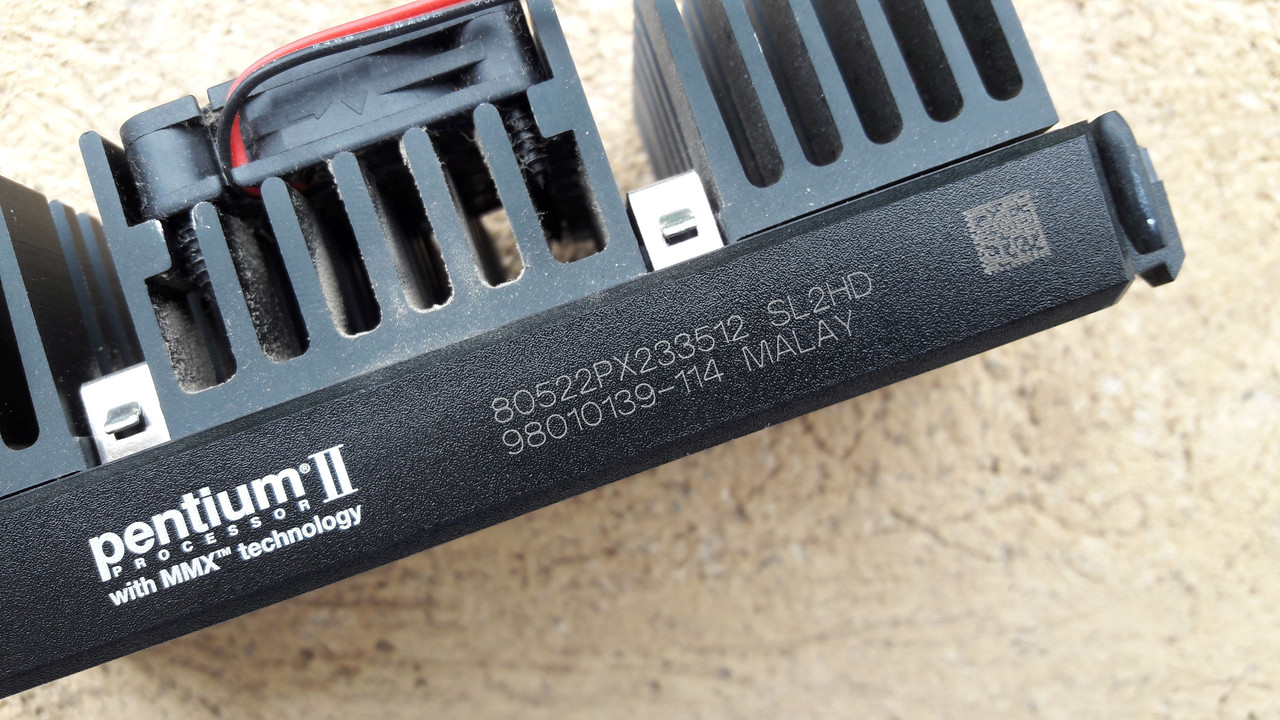 pentium® II
PROCESSOR
with MMX™ technology
80522PX233512 SL2HD
98010139-114 MALAY